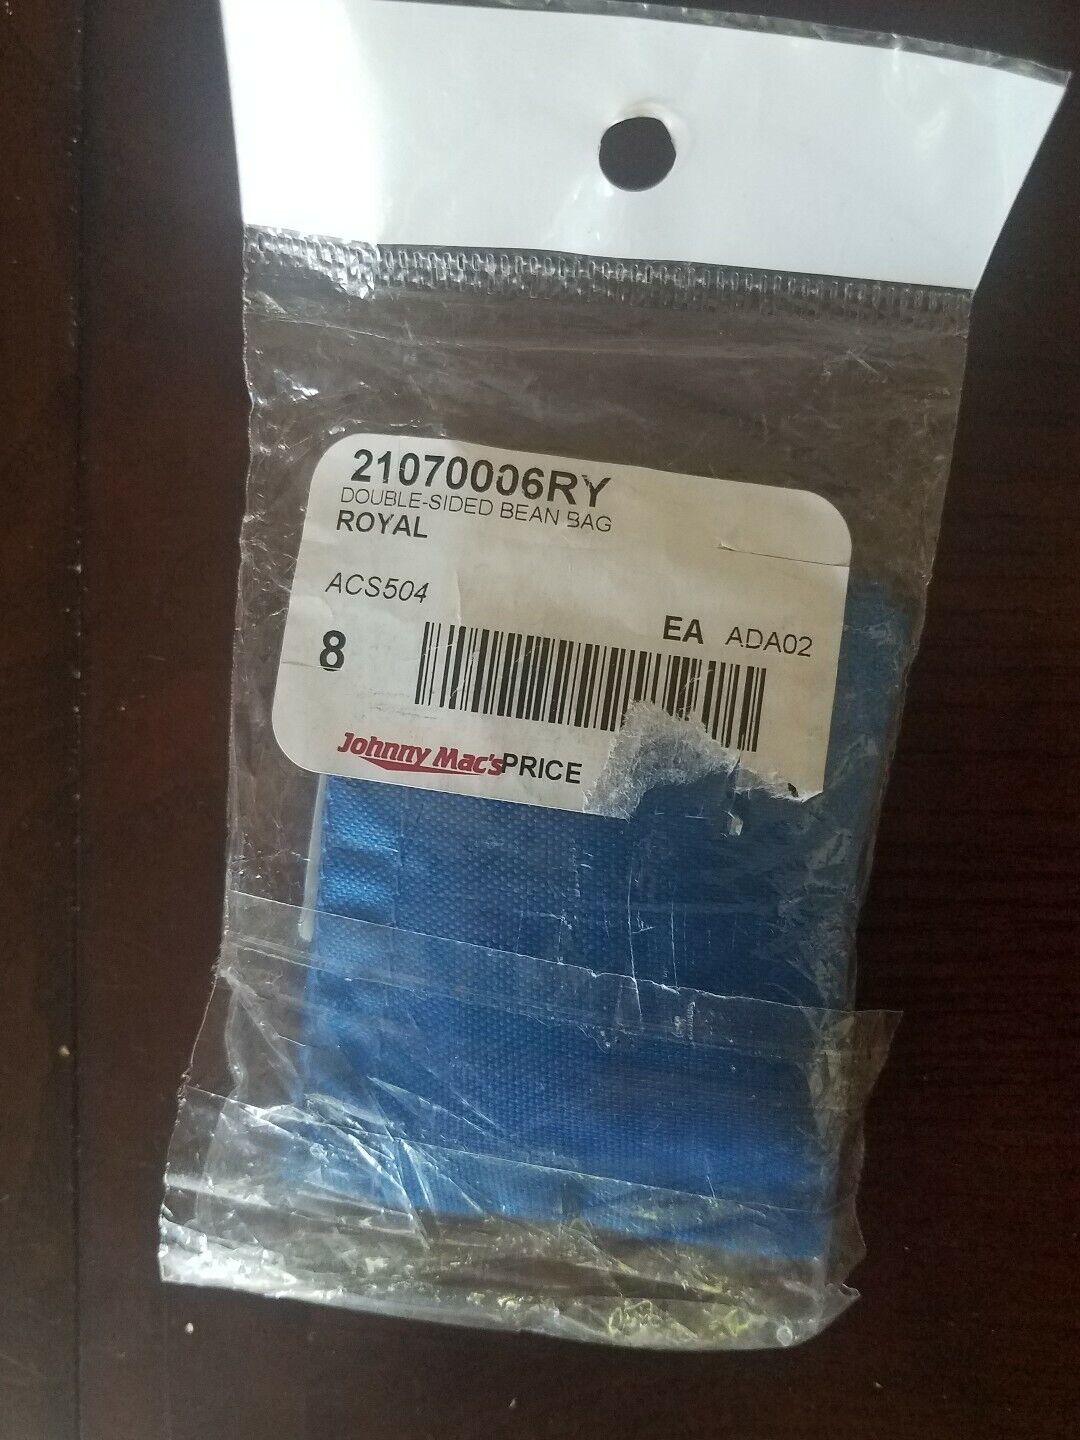 21070006RY
DOUBLE-SIDED BEAN BAG
ROYAL
ACS504
EA ADA02
8
Johnny Mac's PRICE